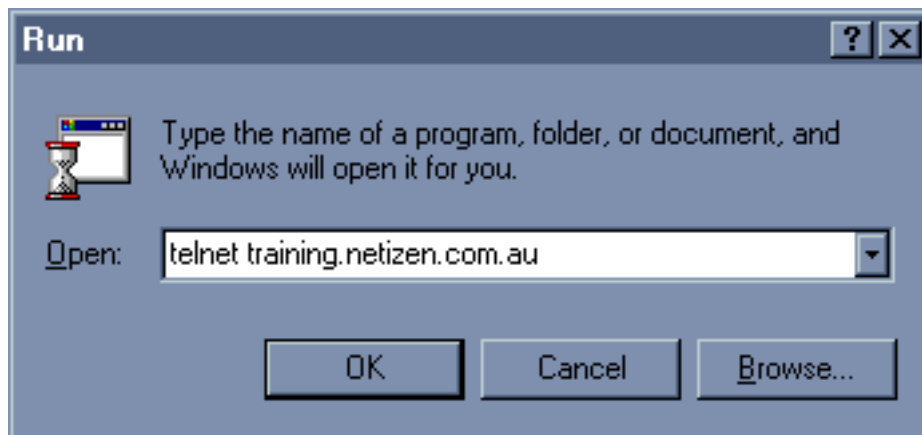 Run
Type the name of a program, folder, or document, and
Windows will open it for you.
Open: telnet training.netizen.com.au
OK Cancel Browse...